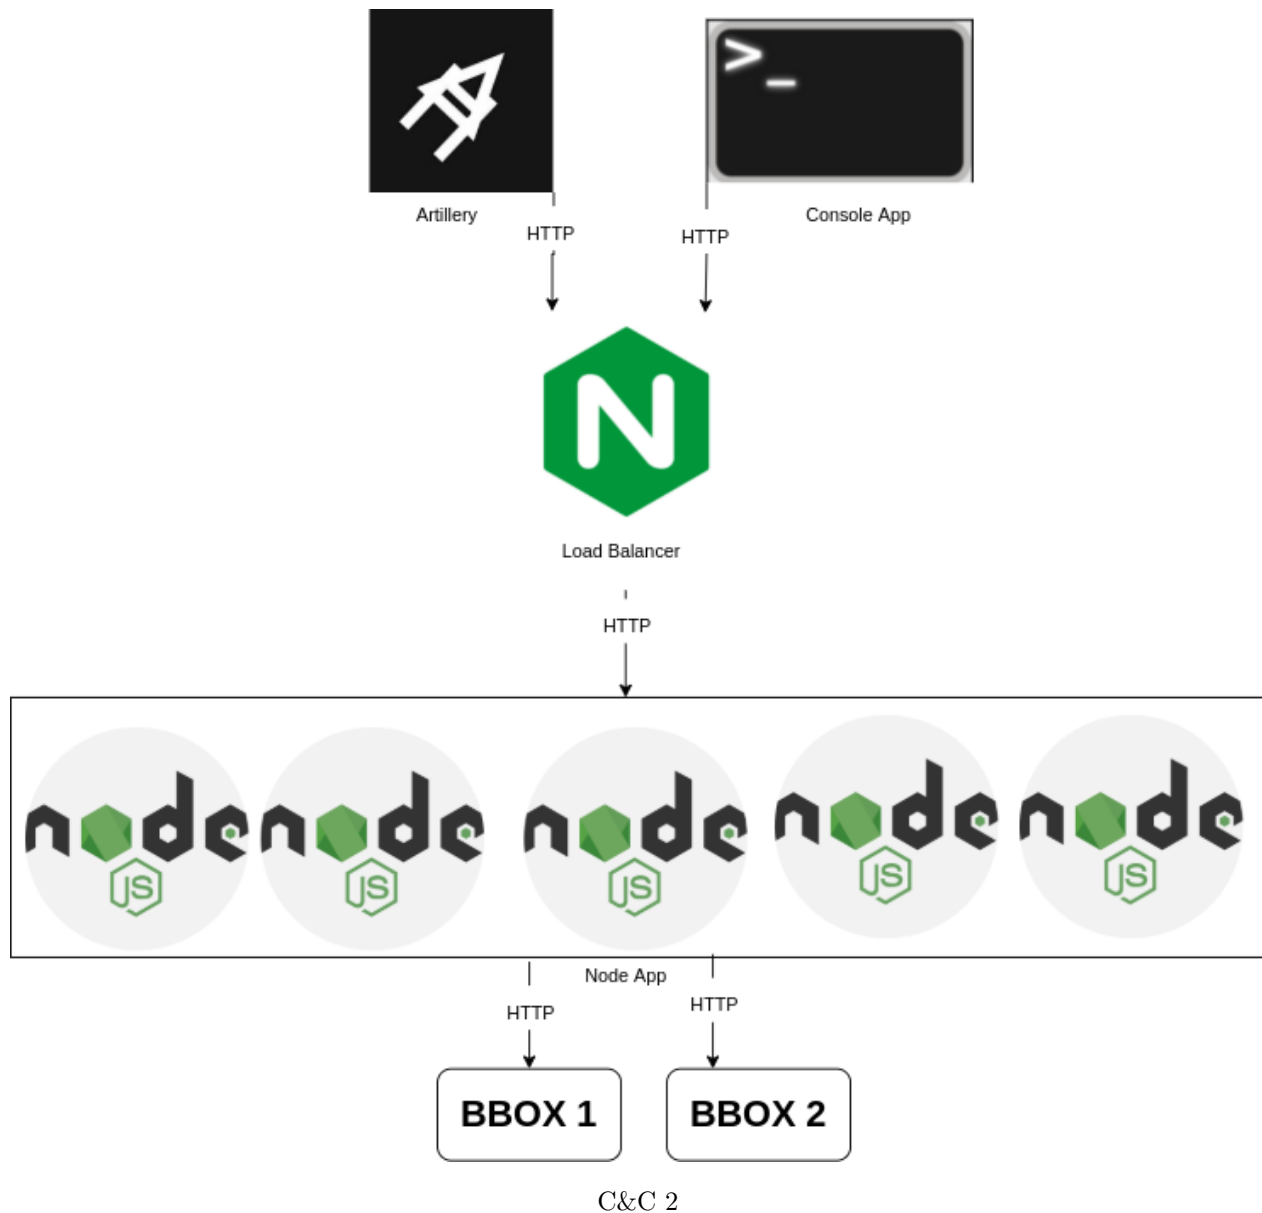 >_
Artillery
Console App
HTTP
HTTP
N
Load Balancer
HTTP
node node node node node
JS JS JS JS JS
Node App
HTTP
HTTP
BBOX 1
BBOX 2
C&C 2